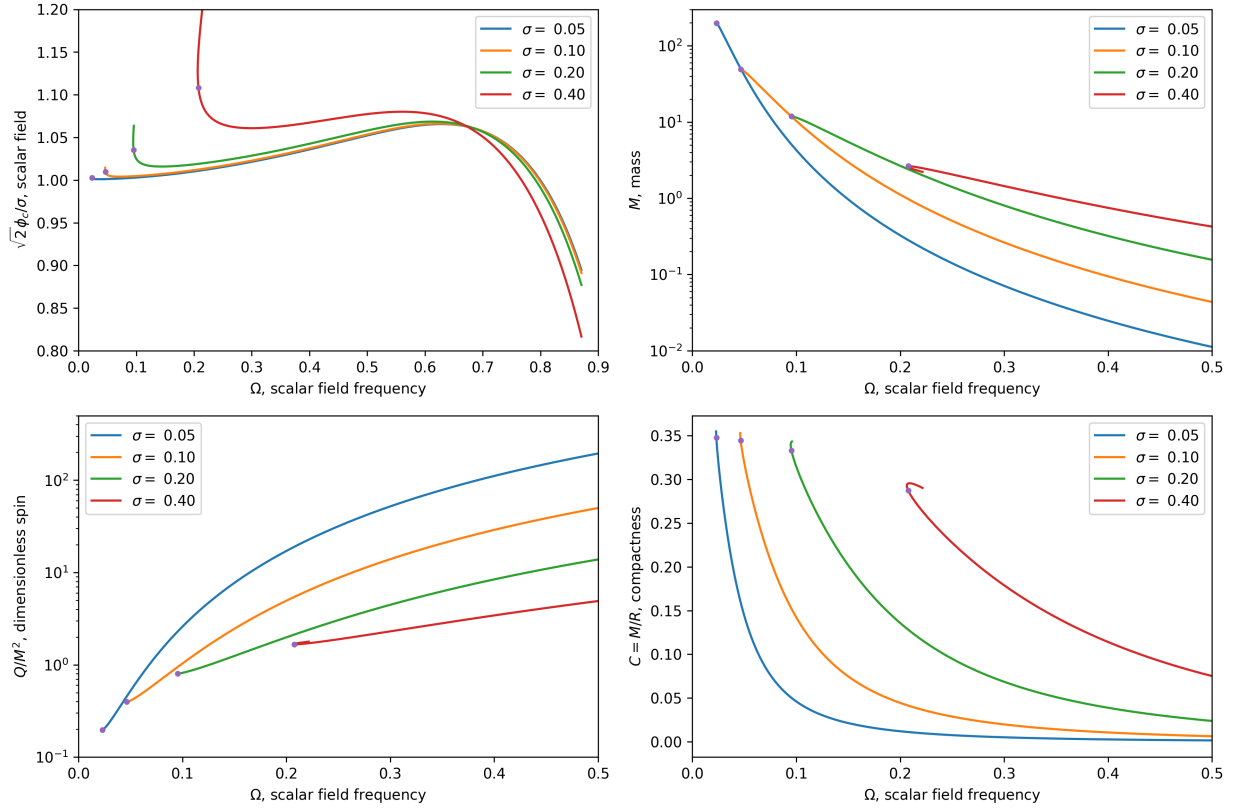 1.20
1.15
1.10
1.05
1.00
0.95
0.90
0.85
0.80
√2ϕc/σ, scalar field
σ = 0.05
σ = 0.10
σ = 0.20
σ = 0.40
0.0 0.1 0.2 0.3 0.4 0.5 0.6 0.7 0.8 0.9
Ω, scalar field frequency
10²
10¹
10⁰
10⁻¹
10⁻²
M, mass
σ = 0.05
σ = 0.10
σ = 0.20
σ = 0.40
0.0 0.1 0.2 0.3 0.4 0.5
Ω, scalar field frequency
10²
10¹
10⁰
10⁻¹
Q/M², dimensionless spin
σ = 0.05
σ = 0.10
σ = 0.20
σ = 0.40
0.0 0.1 0.2 0.3 0.4 0.5
Ω, scalar field frequency
0.35
0.30
0.25
0.20
0.15
0.10
0.05
0.00
C = M/R, compactness
σ = 0.05
σ = 0.10
σ = 0.20
σ = 0.40
0.0 0.1 0.2 0.3 0.4 0.5
Ω, scalar field frequency